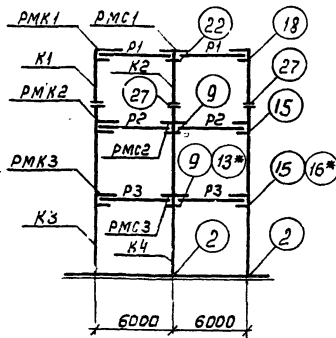 РМК1 РМС1 22 18
Р1 Р1
К1 К2 27
27 9
РМК2 15
Р2 Р2
РМС2
9 13*
РМК3 15 16*
Р3 Р3
РМС3
К3 К4 2 2
6000 6000